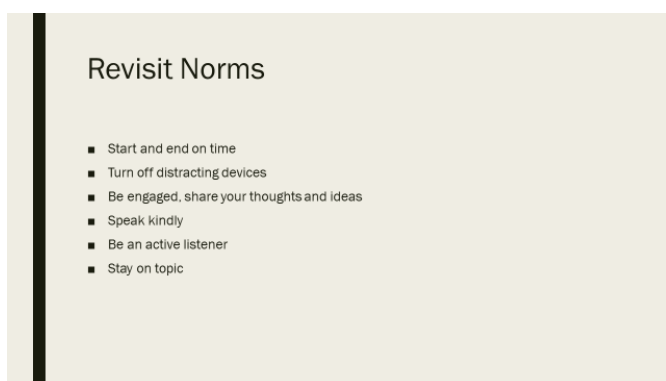 Revisit Norms
■ Start and end on time
■ Turn off distracting devices
■ Be engaged, share your thoughts and ideas
■ Speak kindly
■ Be an active listener
■ Stay on topic